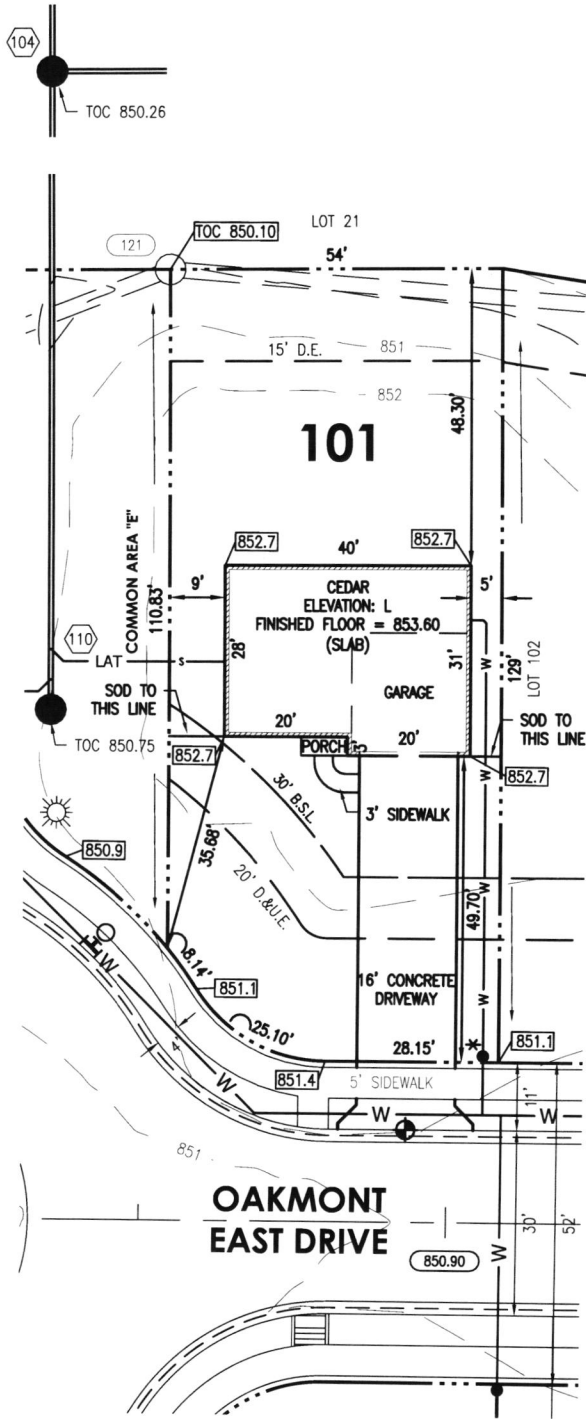 104
TOC 850.26
LOT 21
121
TOC 850.10
54'
15' D.E.
851
852
48.30'
101
COMMON AREA "E"
110.83'
852.7
40'
852.7
9'
5'
CEDAR
ELEVATION: L
FINISHED FLOOR = 853.60
(SLAB)
28'
31'
GARAGE
129'
LOT 102
110
LAT
S
W
SOD TO
THIS LINE
SOD TO
THIS LINE
TOC 850.75
20'
PORCH
3'
20'
852.7
W
852.7
30' B.S.L
3' SIDEWALK
35.68'
850.9
20' D.&U.E.
W
49.70'
W
8.14'
851.1
16' CONCRETE
DRIVEWAY
W
25.10'
28.15'
*
851.1
4'
851.4
5' SIDEWALK
11'
W
W
W
W
851
OAKMONT
EAST DRIVE
30'
52'
850.90
W